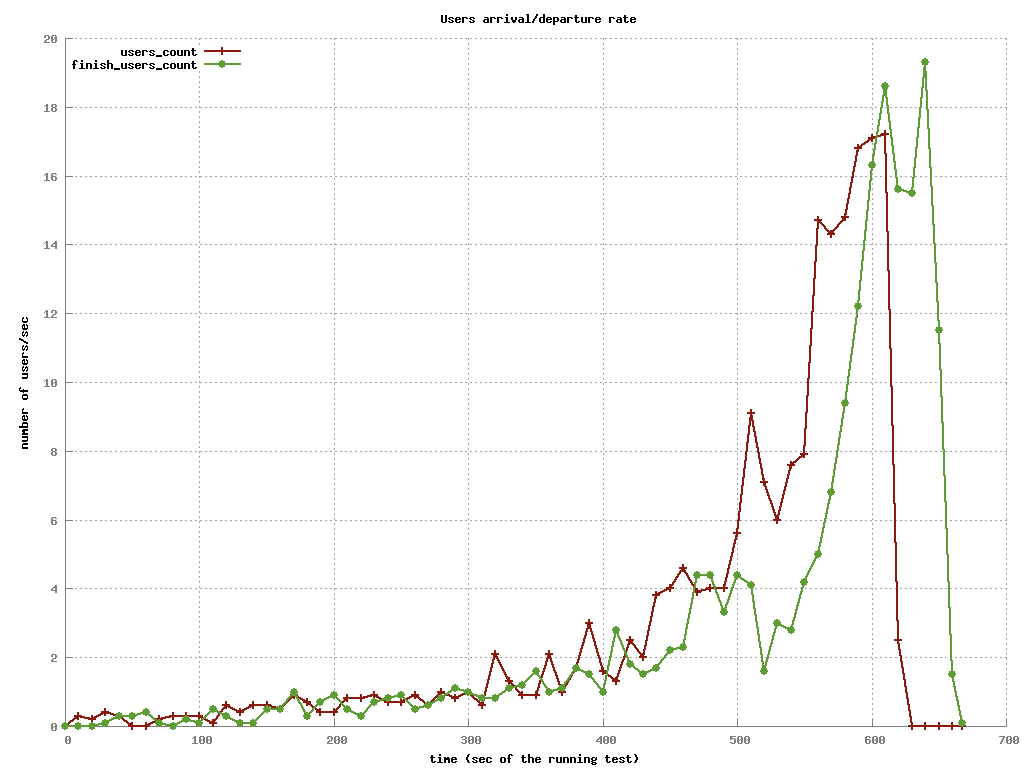 Users arrival/departure rate
users_count
finish_users_count
20
18
16
14
12
10
8
6
4
2
0
number of users/sec
0 100 200 300 400 500 600 700
time (sec of the running test)